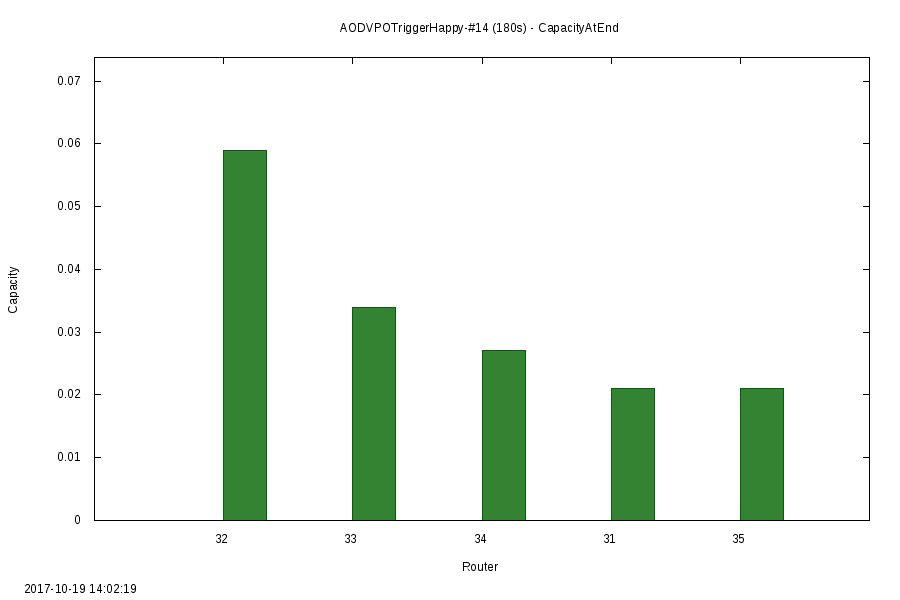 AODVPOTriggerHappy-#14 (180s) - CapacityAtEnd
0.07
0.06
0.05
0.04
0.03
0.02
0.01
0
Capacity
32 33 34 31 35
Router
2017-10-19 14:02:19